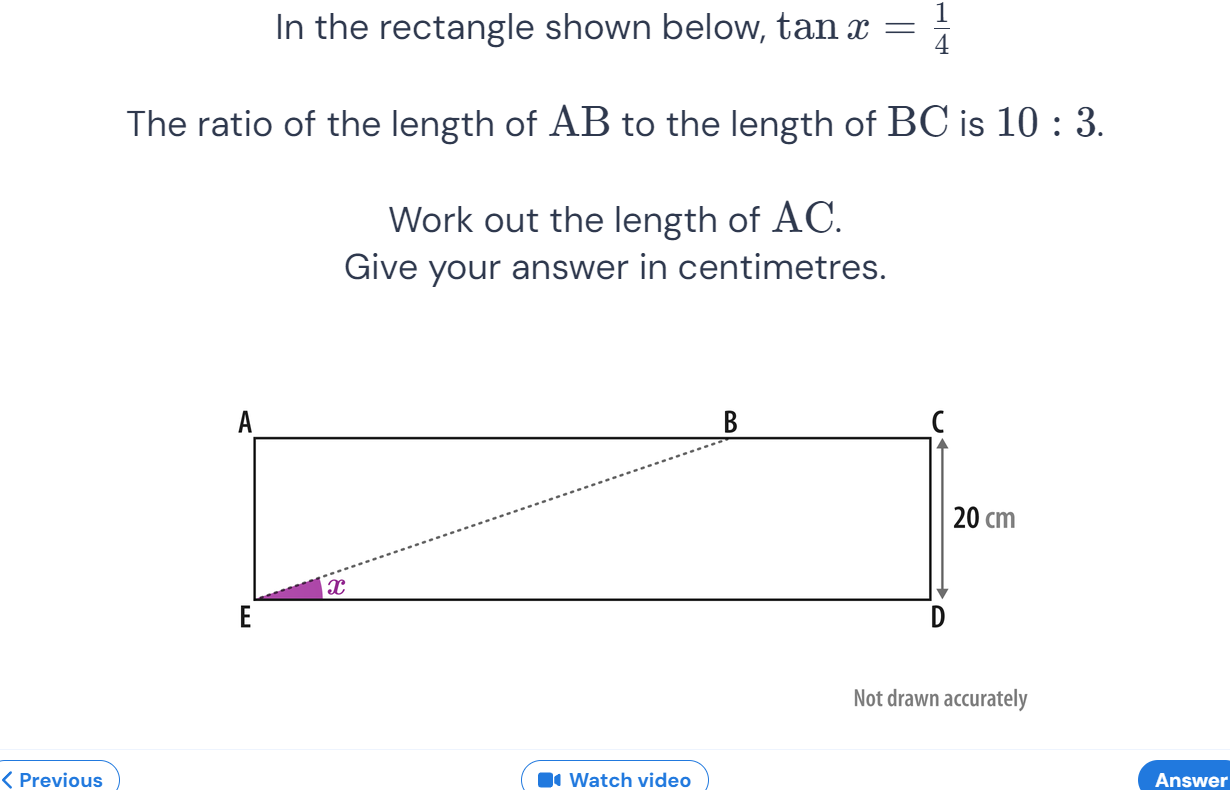 In the rectangle shown below, tan x = 1/4
The ratio of the length of AB to the length of BC is 10 : 3.
Work out the length of AC.
Give your answer in centimetres.
A B C
20 cm
x
E D
Not drawn accurately
< Previous Watch video Answer